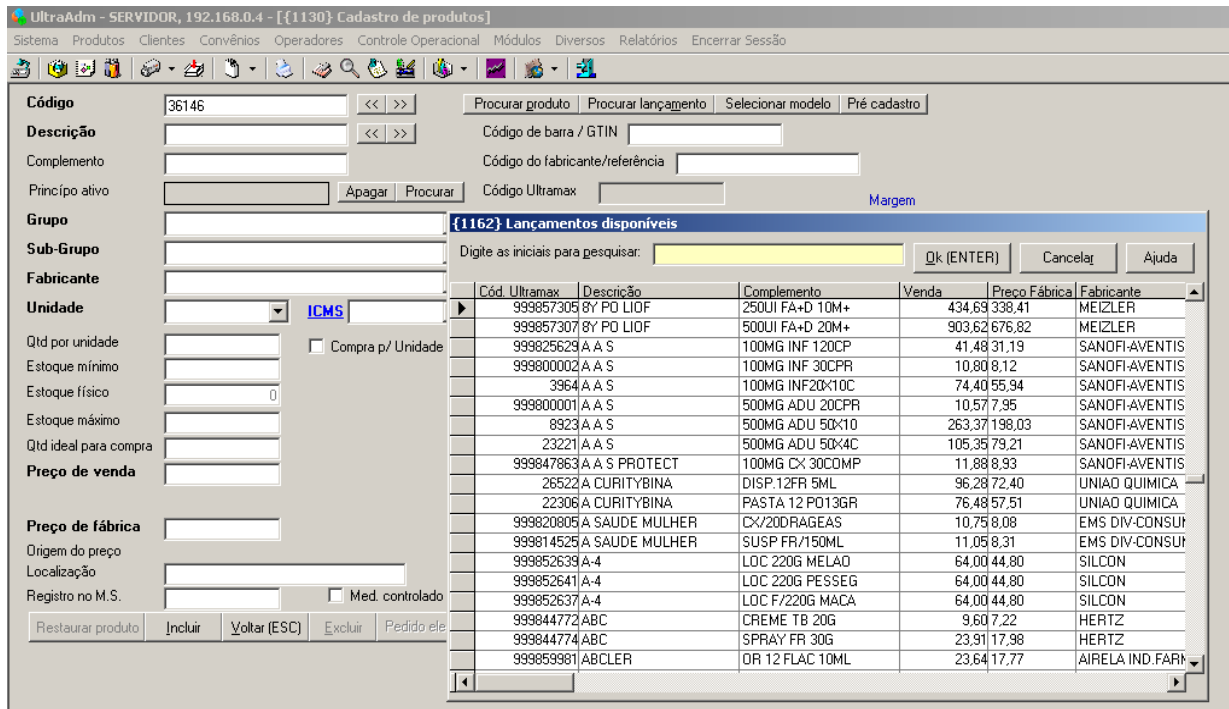 UltraAdm - SERVIDOR, 192.168.0.4 - [{1130} Cadastro de produtos]
Sistema Produtos Clientes Convênios Operadores Controle Operacional Módulos Diversos Relatórios Encerrar Sessão
Código 36146 << >> Procurar produto Procurar lançamento Selecionar modelo Pré cadastro
Descrição << >> Código de barra / GTIN
Complemento Código do fabricante/referência
Princípo ativo Apagar Procurar Código Ultramax
Margem
Grupo
Sub-Grupo
Fabricante
Unidade ICMS
Qtd por unidade Compra p/ Unidade
Estoque mínimo
Estoque físico 0
Estoque máximo
Qtd ideal para compra
Preço de venda
Preço de fábrica
Origem do preço
Localização
Registro no M.S. Med. controlado
Restaurar produto Incluir Voltar (ESC) Excluir Pedido ele
{1162} Lançamentos disponíveis
Digite as iniciais para pesquisar: Ok (ENTER) Cancelar Ajuda
Cód. Ultramax Descrição Complemento Venda Preço Fábrica Fabricante
999857305 8Y PO LIOF 250UI FA+D 10M+ 434,69 338,41 MEIZLER
999857307 8Y PO LIOF 500UI FA+D 20M+ 903,62 676,82 MEIZLER
999825629 A A S 100MG INF 120CP 41,48 31,19 SANOFI-AVENTIS
999800002 A A S 100MG INF 30CPR 10,80 8,12 SANOFI-AVENTIS
3964 A A S 100MG INF20X10C 74,40 55,94 SANOFI-AVENTIS
999800001 A A S 500MG ADU 20CPR 10,57 7,95 SANOFI-AVENTIS
8923 A A S 500MG ADU 50X10 263,37 198,03 SANOFI-AVENTIS
23221 A A S 500MG ADU 50X4C 105,35 79,21 SANOFI-AVENTIS
999847863 A A S PROTECT 100MG CX 30COMP 11,88 8,93 SANOFI-AVENTIS
26522 A CURITYBINA DISP.12FR 5ML 96,28 72,40 UNIAO QUIMICA
22306 A CURITYBINA PASTA 12 PO13GR 76,48 57,51 UNIAO QUIMICA
999820805 A SAUDE MULHER CX/20DRAGEAS 10,75 8,08 EMS DIV-CONSUM
999814525 A SAUDE MULHER SUSP FR/150ML 11,05 8,31 EMS DIV-CONSUM
999852639 A-4 LOC 220G MELAO 64,00 44,80 SILCON
999852641 A-4 LOC 220G PESSEG 64,00 44,80 SILCON
999852637 A-4 LOC F/220G MACA 64,00 44,80 SILCON
999844772 ABC CREME TB 20G 9,60 7,22 HERTZ
999844774 ABC SPRAY FR 30G 23,91 17,98 HERTZ
999859981 ABCLER OR 12 FLAC 10ML 23,64 17,77 AIRELA IND.FARM